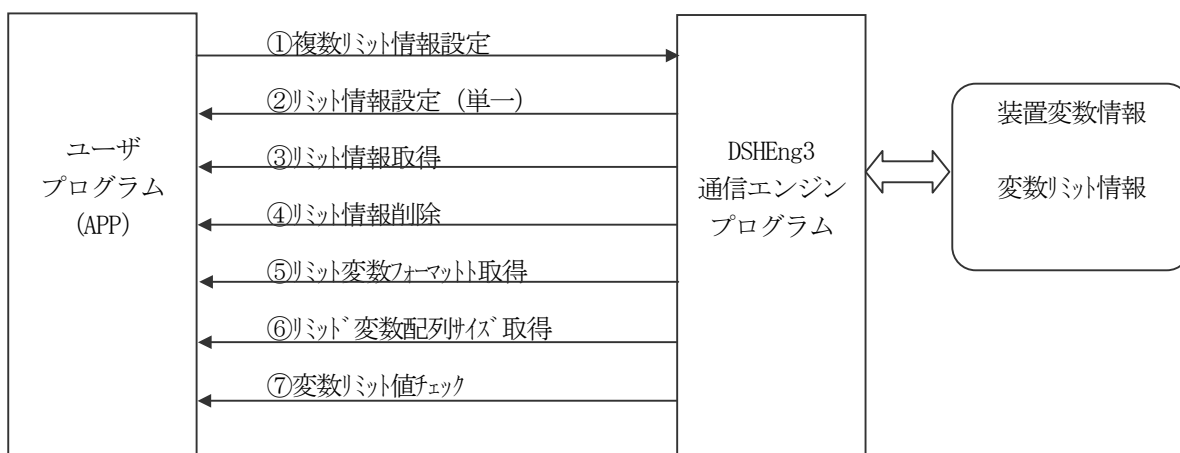 ①複数ﾘﾐｯﾄ情報設定
②ﾘﾐｯﾄ情報設定 (単一)
③ﾘﾐｯﾄ情報取得
④ﾘﾐｯﾄ情報削除
⑤ﾘﾐｯﾄ変数ﾌｫｰﾏｯﾄﾄ取得
⑥ﾘﾐｯﾄﾞ変数配列ｻｲｽﾞ取得
⑦変数ﾘﾐｯﾄ値ﾁｪｯｸ
ユーザ
プログラム
(APP)
DSHEng3
通信エンジン
プログラム
装置変数情報
変数ﾘﾐｯﾄ情報